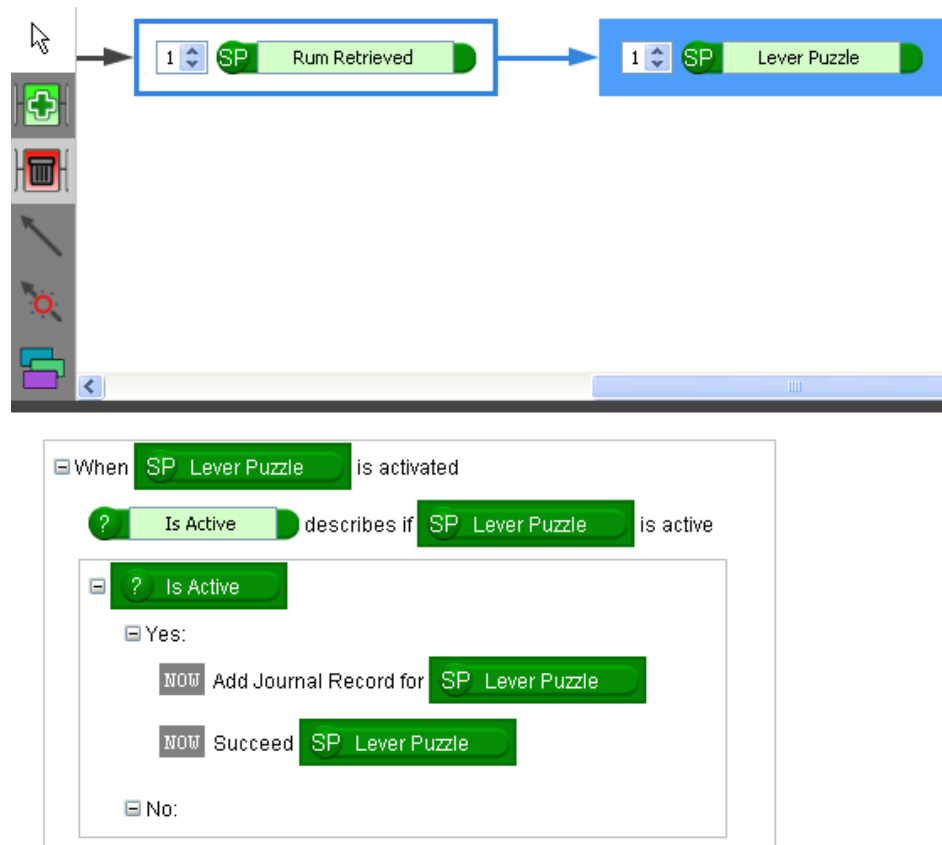 1 SP Rum Retrieved 1 SP Lever Puzzle
When SP Lever Puzzle is activated
? Is Active describes if SP Lever Puzzle is active
? Is Active
Yes:
NOW Add Journal Record for SP Lever Puzzle
NOW Succeed SP Lever Puzzle
No: